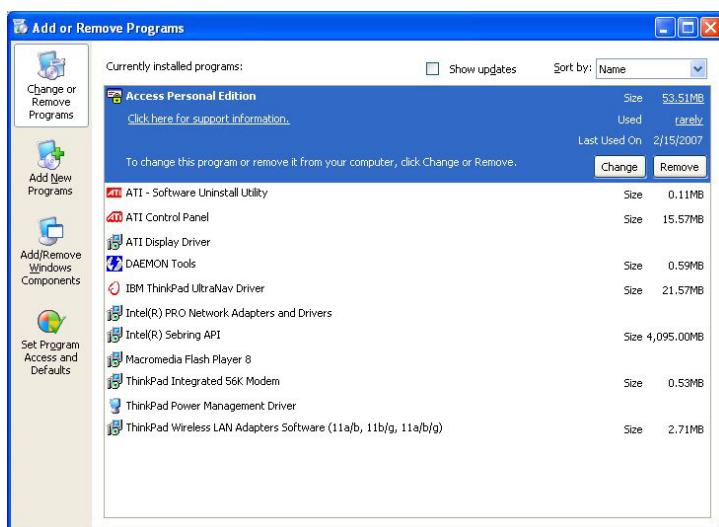 Add or Remove Programs
Change or
Remove
Programs
Add New
Programs
Add/Remove
Windows
Components
Set Program
Access and
Defaults
Currently installed programs:
Show updates
Sort by: Name
Access Personal Edition
Size 53.51MB
Click here for support information.
Used rarely
Last Used On 2/15/2007
To change this program or remove it from your computer, click Change or Remove.
Change Remove
ATI - Software Uninstall Utility Size 0.11MB
ATI Control Panel Size 15.57MB
ATI Display Driver
DAEMON Tools Size 0.59MB
IBM ThinkPad UltraNav Driver Size 21.57MB
Intel(R) PRO Network Adapters and Drivers
Intel(R) Sebring API Size 4,095.00MB
Macromedia Flash Player 8
ThinkPad Integrated 56K Modem Size 0.53MB
ThinkPad Power Management Driver
ThinkPad Wireless LAN Adapters Software (11a/b, 11b/g, 11a/b/g) Size 2.71MB